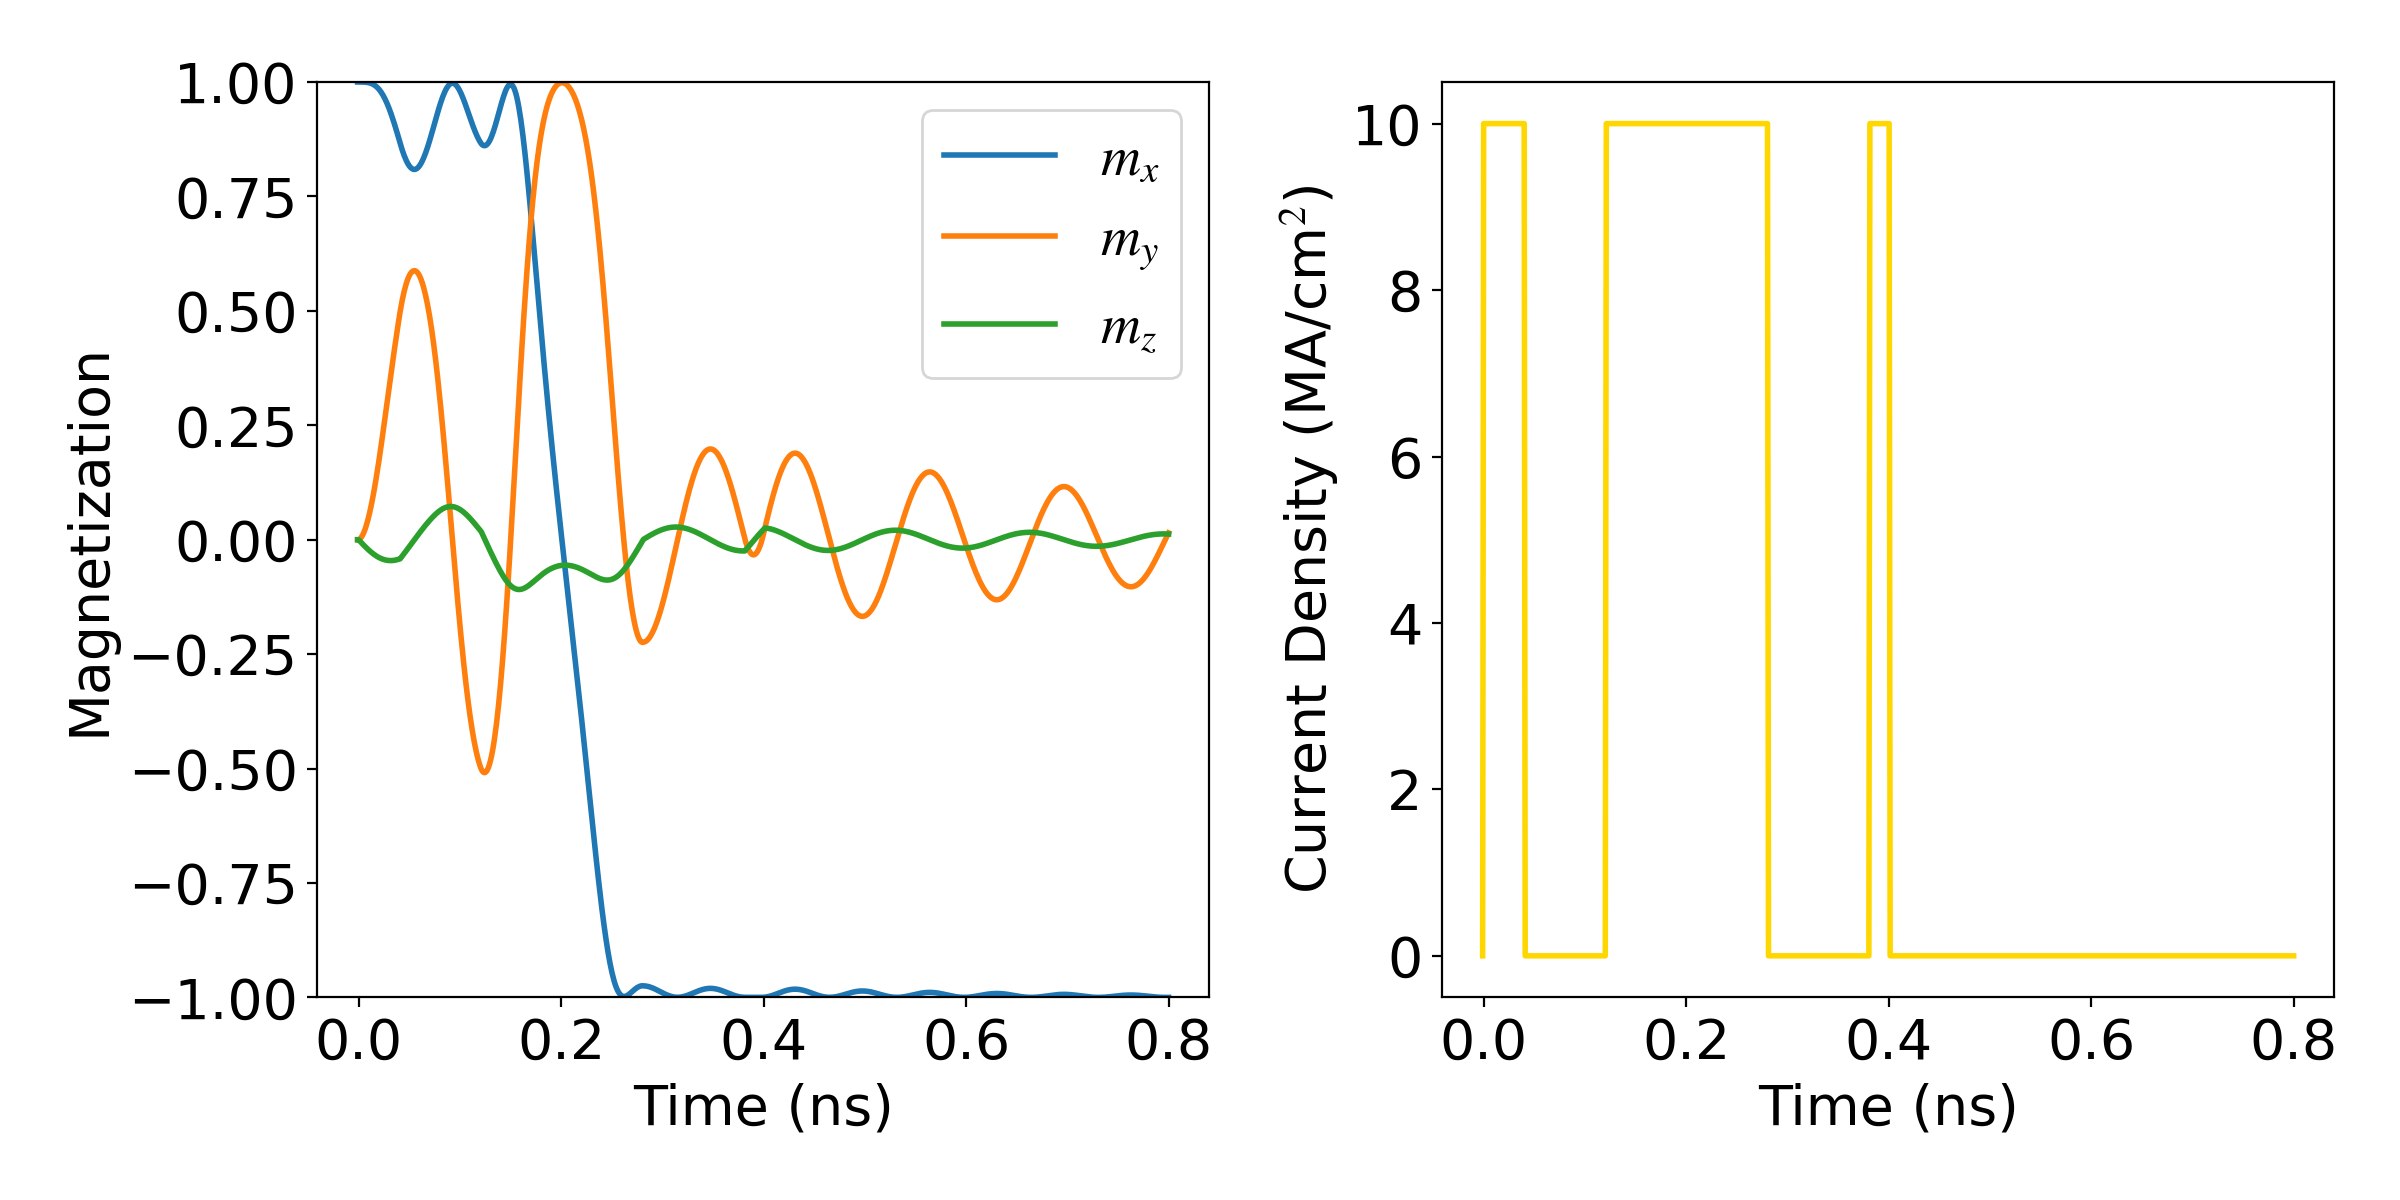 Magnetization
1.00
0.75
0.50
0.25
0.00
−0.25
−0.50
−0.75
−1.00
0.0 0.2 0.4 0.6 0.8
Time (ns)
m_x
m_y
m_z
Current Density (MA/cm²)
10
8
6
4
2
0
0.0 0.2 0.4 0.6 0.8
Time (ns)